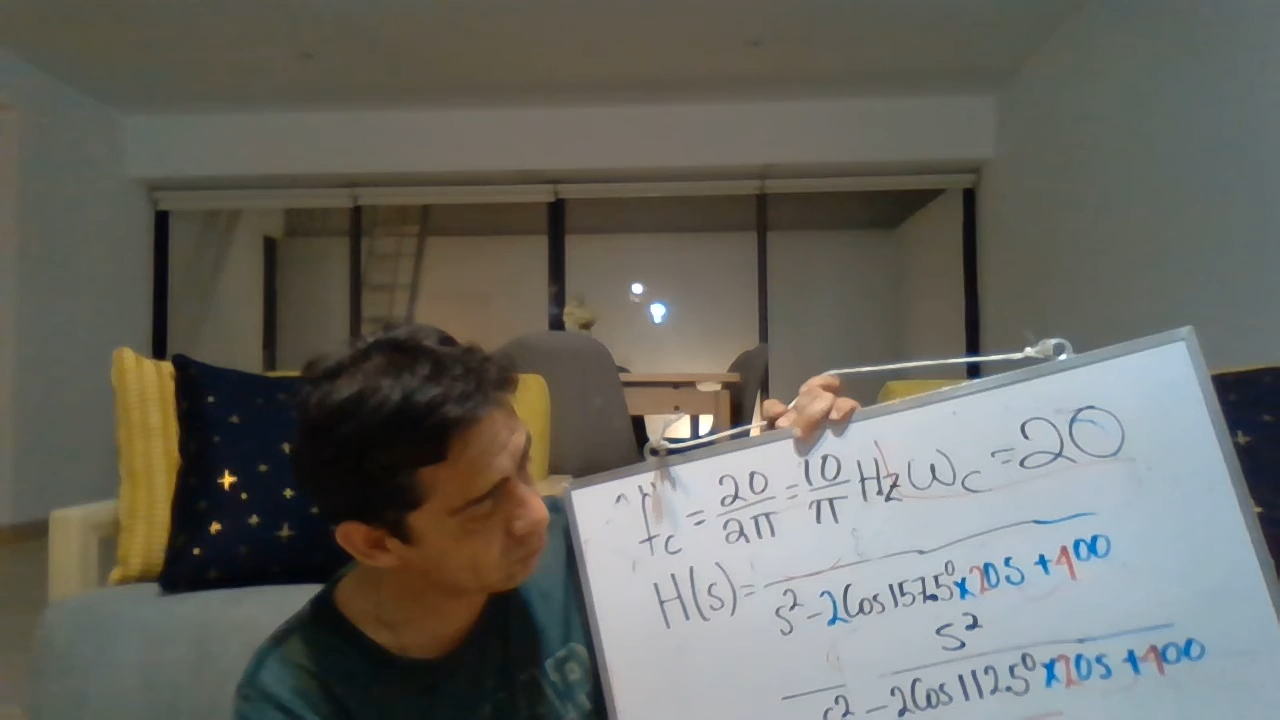 fc = 20/2π = 10/π Hz ωc = 20
H(s) = 
s² - 2Cos157.5° x 20s + 400
s²
s² - 2Cos112.5° x 20s + 400